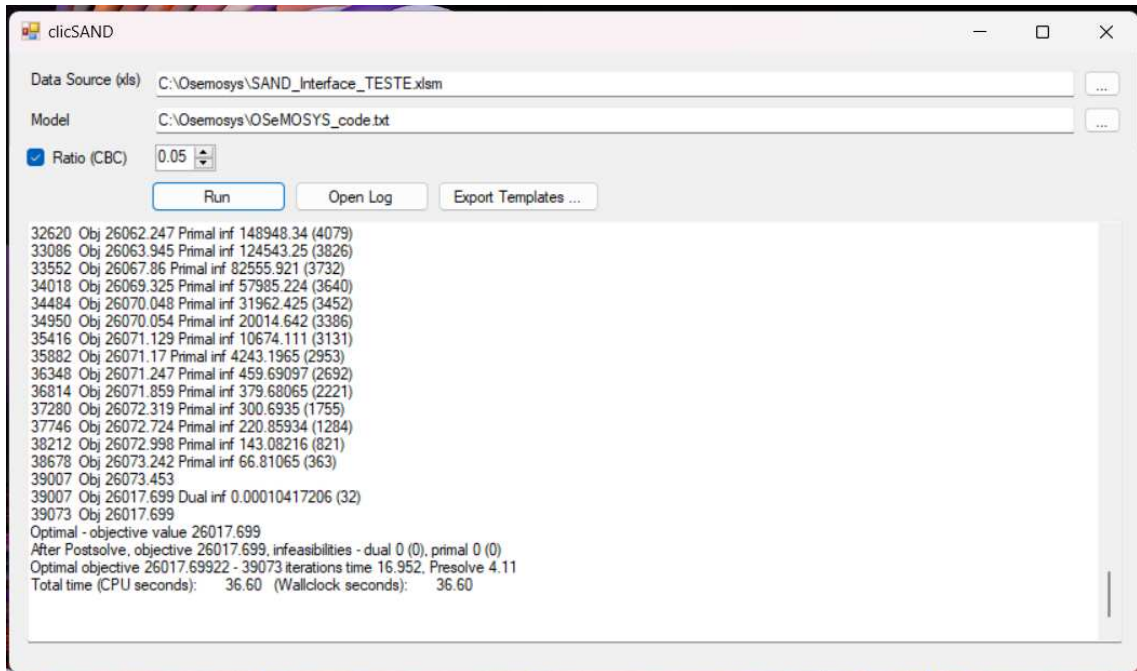 clicSAND
Data Source (xls) C:\Osemosys\SAND_Interface_TESTE.xlsm ...
Model C:\Osemosys\OSeMOSYS_code.txt ...
Ratio (CBC) 0.05
Run Open Log Export Templates ...
32620 Obj 26062.247 Primal inf 148948.34 (4079)
33086 Obj 26063.945 Primal inf 124543.25 (3826)
33552 Obj 26067.86 Primal inf 82555.921 (3732)
34018 Obj 26069.325 Primal inf 57985.224 (3640)
34484 Obj 26070.048 Primal inf 31962.425 (3452)
34950 Obj 26070.054 Primal inf 20014.642 (3386)
35416 Obj 26071.129 Primal inf 10674.111 (3131)
35882 Obj 26071.17 Primal inf 4243.1965 (2953)
36348 Obj 26071.247 Primal inf 459.69097 (2692)
36814 Obj 26071.859 Primal inf 379.68065 (2221)
37280 Obj 26072.319 Primal inf 300.6935 (1755)
37746 Obj 26072.724 Primal inf 220.85934 (1284)
38212 Obj 26072.998 Primal inf 143.08216 (821)
38678 Obj 26073.242 Primal inf 66.81065 (363)
39007 Obj 26073.453
39007 Obj 26017.699 Dual inf 0.00010417206 (32)
39073 Obj 26017.699
Optimal - objective value 26017.699
After Postsolve, objective 26017.699, infeasibilities - dual 0 (0), primal 0 (0)
Optimal objective 26017.69922 - 39073 iterations time 16.952, Presolve 4.11
Total time (CPU seconds): 36.60 (Wallclock seconds): 36.60